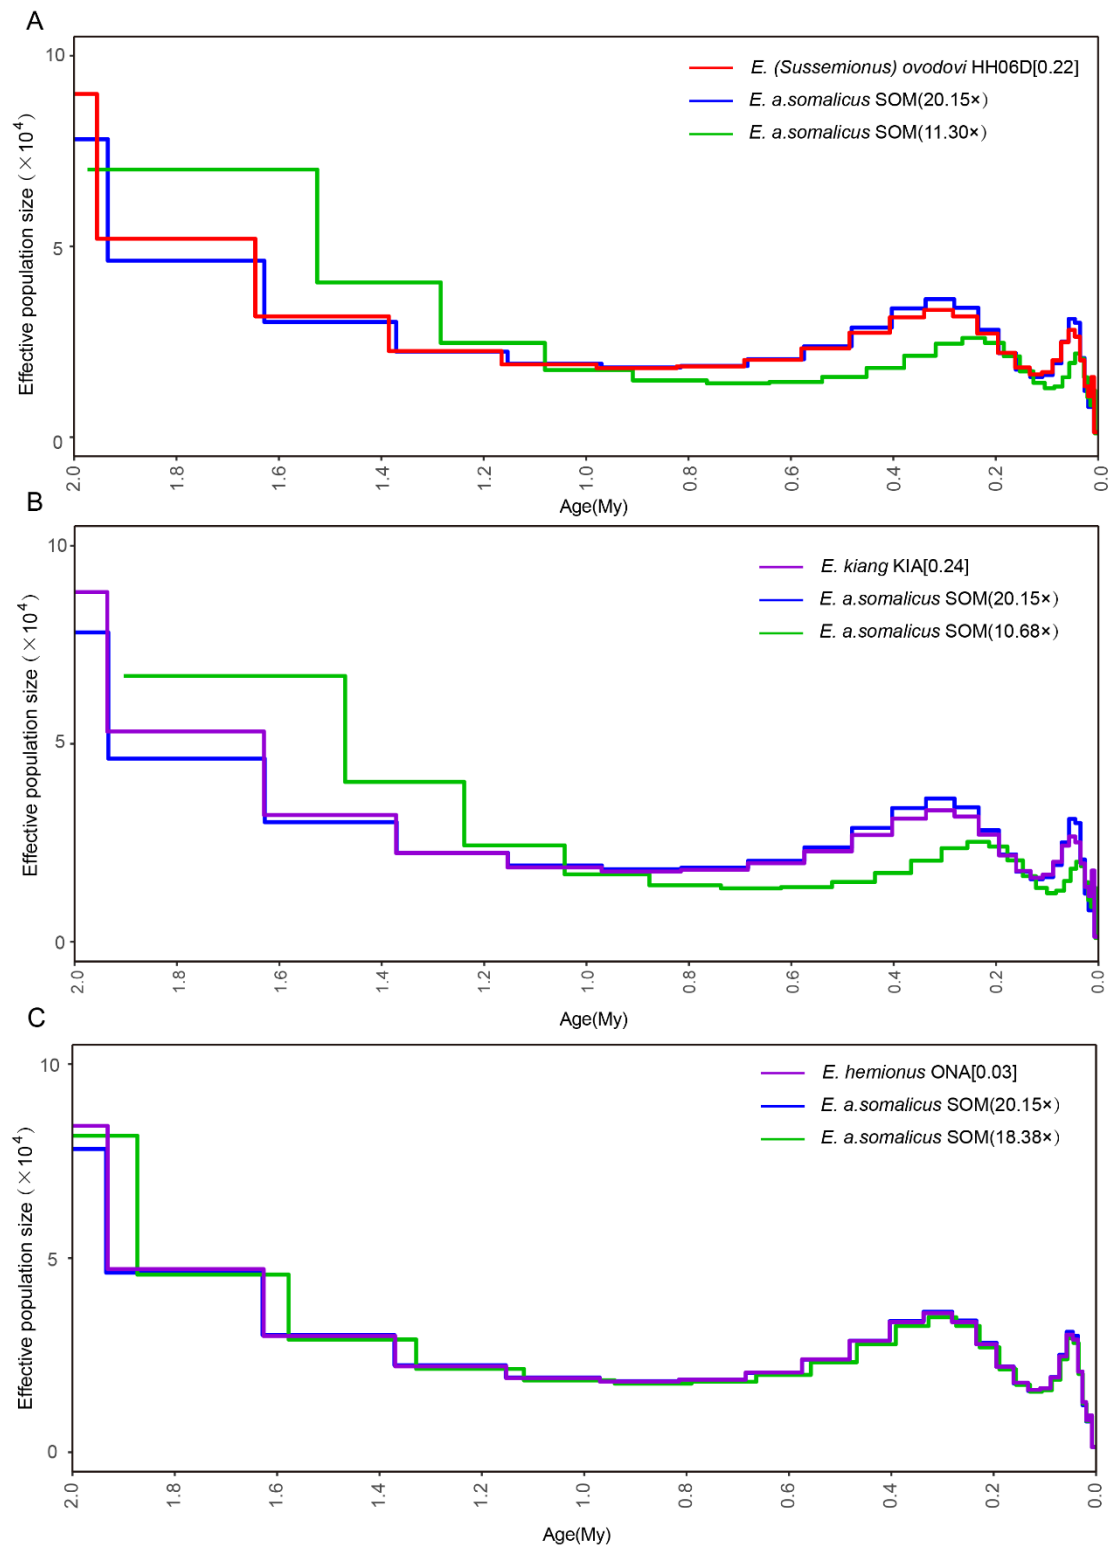 A
10
5
0
Effective population size (×10⁴)
E. (Sussemionus) ovodovi HH06D[0.22]
E. a.somalicus SOM(20.15×)
E. a.somalicus SOM(11.30×)
2.0 1.8 1.6 1.4 1.2 1.0 0.8 0.6 0.4 0.2 0.0
Age(My)
B
10
5
0
Effective population size (×10⁴)
E. kiang KIA[0.24]
E. a.somalicus SOM(20.15×)
E. a.somalicus SOM(10.68×)
2.0 1.8 1.6 1.4 1.2 1.0 0.8 0.6 0.4 0.2 0.0
Age(My)
C
10
5
0
Effective population size (×10⁴)
E. hemionus ONA[0.03]
E. a.somalicus SOM(20.15×)
E. a.somalicus SOM(18.38×)
2.0 1.8 1.6 1.4 1.2 1.0 0.8 0.6 0.4 0.2 0.0
Age(My)